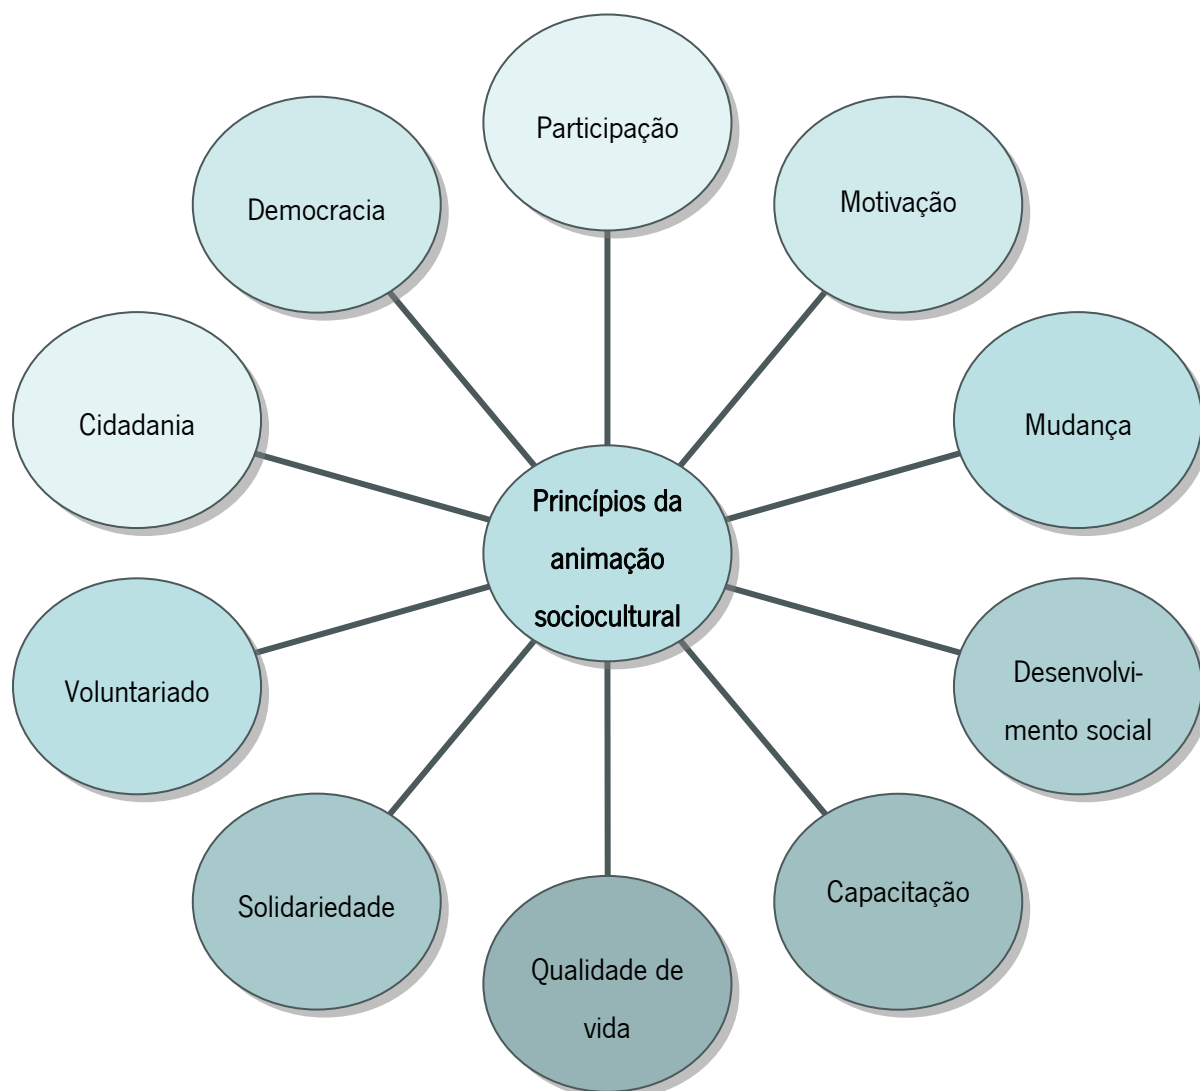 Participação
Motivação
Democracia
Mudança
Cidadania
Princípios da
animação
sociocultural
Desenvolvi-
mento social
Voluntariado
Capacitação
Solidariedade
Qualidade de
vida